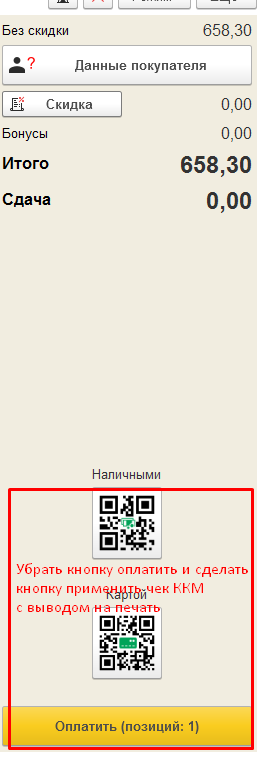 Без скидки 658,30
? Данные покупателя
Скидка 0,00
Бонусы 0,00
Итого 658,30
Сдача 0,00
Наличными
Убрать кнопку оплатить и сделать
кнопку применить чек ККМ
Картой
с выводом на печать
Оплатить (позиций: 1)